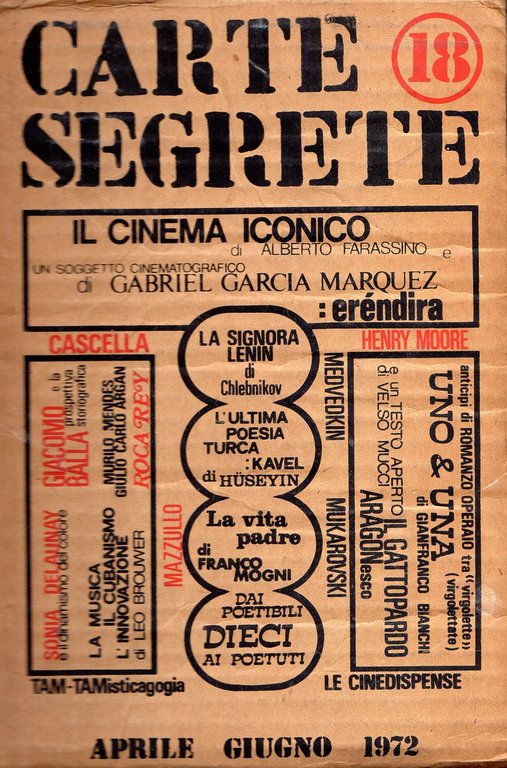 CARTE
18
SEGRETE
IL CINEMA ICONICO
di ALBERTO FARASSINO e
UN SOGGETTO CINEMATOGRAFICO
di GABRIEL GARCIA MARQUEZ
: eréndira
CASCELLA
HENRY MOORE
SONIA DELAUNAY
e il dinamismo del colore
GIACOMO BALLA
e la prospettiva storiografica
LA MUSICA
IL CUBANISMO
L'INNOVAZIONE
di LEO BROUWER
MURILO MENDES
GIULIO CARLO ARGAN
ROCA REY
MAZZULLO
LA SIGNORA
LENIN
di
Chlebnikov
L'ULTIMA
POESIA
TURCA
: KAVEL
di HÜSEYIN
La vita
padre
di
FRANCO
MOGNI
DAI
POETIBILI
DIECI
AI POETUTI
MEDVEDKIN
MUKAROVSKI
anticipi di ROMANZO OPERAIO tra «virgolette»
(virgolettate)
UNO & UNA
di GIANFRANCO BIANCHI
e un TESTO APERTO
di VELSO MUCCI
IL GATTOPARDO
ARAGONesco
TAM-TAMisticagogia
LE CINEDISPENSE
APRILE GIUGNO 1972